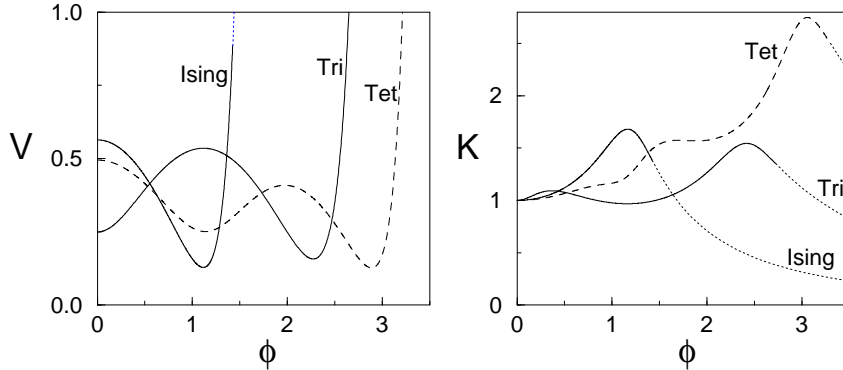 1.0
0.5
0.0
V
Ising
Tri
Tet
0 1 2 3
ϕ
2
1
0
K
Tet
Tri
Ising
0 1 2 3
ϕ